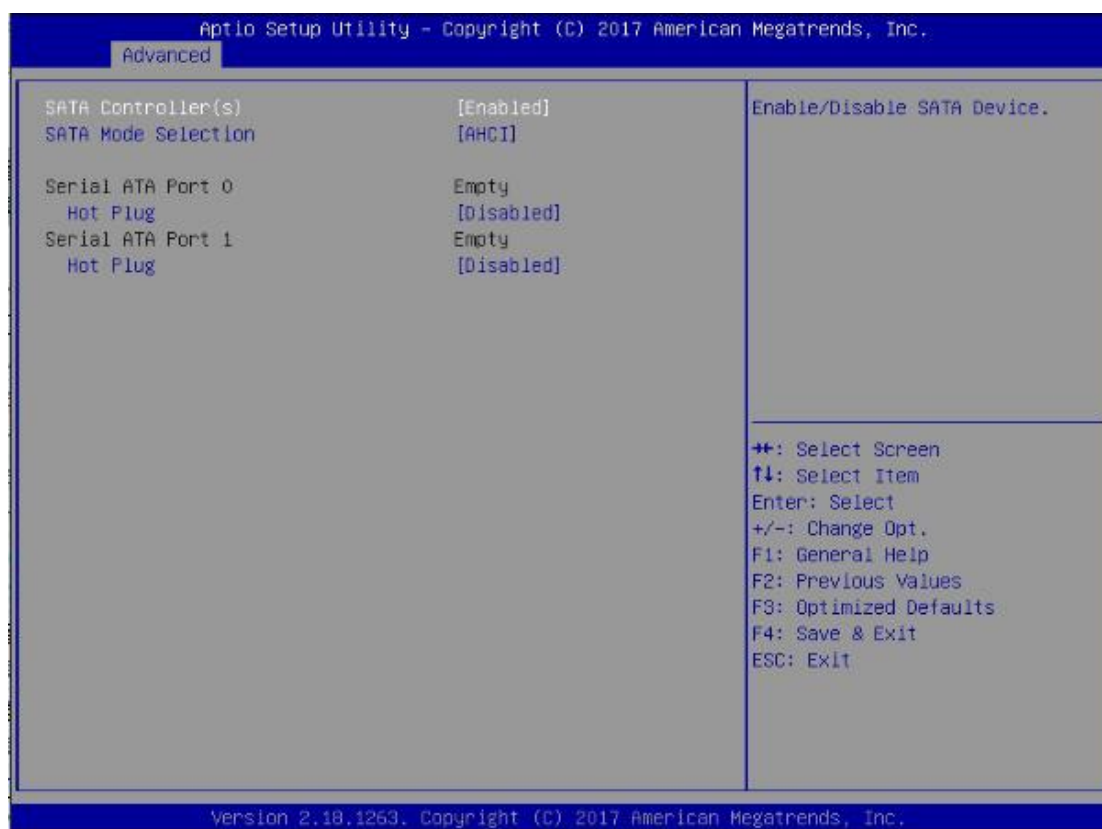 Aptio Setup Utility - Copyright (C) 2017 American Megatrends, Inc.
Advanced
SATA Controller(s) [Enabled]
SATA Mode Selection [AHCI]
Serial ATA Port 0 Empty
Hot Plug [Disabled]
Serial ATA Port 1 Empty
Hot Plug [Disabled]
Enable/Disable SATA Device.
→←: Select Screen
↑↓: Select Item
Enter: Select
+/-: Change Opt.
F1: General Help
F2: Previous Values
F3: Optimized Defaults
F4: Save & Exit
ESC: Exit
Version 2.18.1263. Copyright (C) 2017 American Megatrends, Inc.